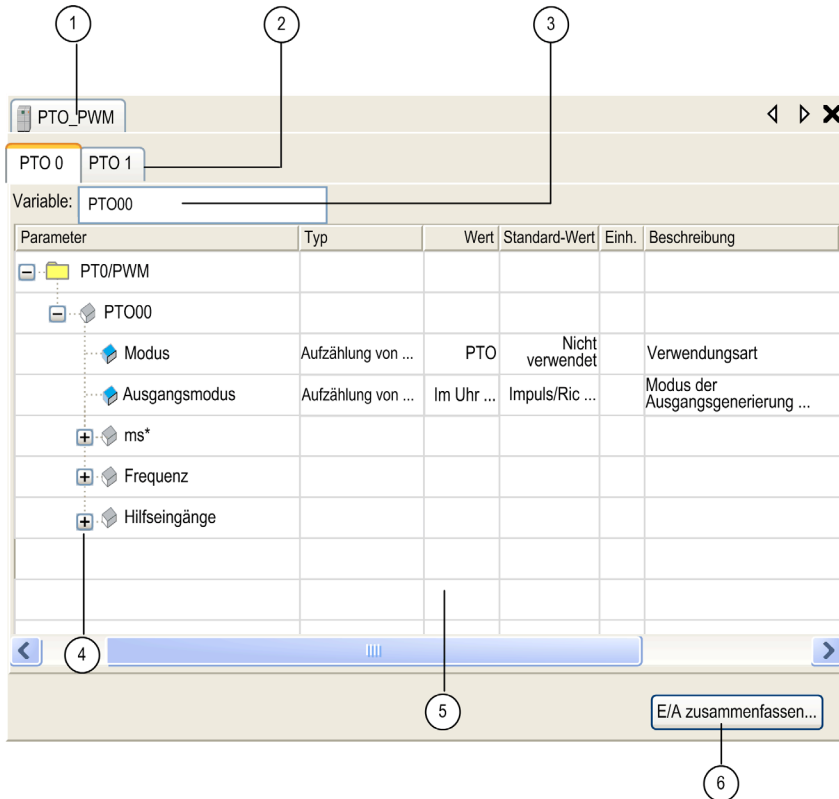 1
2
3
PTO_PWM
PTO 0
PTO 1
Variable:
PTO00
Parameter
Typ
Wert
Standard-Wert
Einh.
Beschreibung
PT0/PWM
PTO00
Modus
Aufzählung von ...
PTO
Nicht
verwendet
Verwendungsart
Ausgangsmodus
Aufzählung von ...
Im Uhr ...
Impuls/Ric ...
Modus der
Ausgangsgenerierung ...
ms*
Frequenz
Hilfseingänge
4
5
E/A zusammenfassen...
6